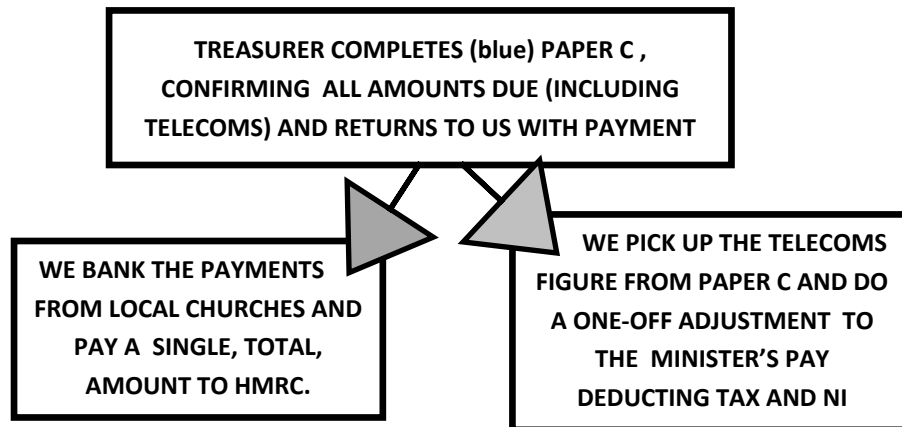 TREASURER COMPLETES (blue) PAPER C ,
CONFIRMING ALL AMOUNTS DUE (INCLUDING
TELECOMS) AND RETURNS TO US WITH PAYMENT
WE BANK THE PAYMENTS
FROM LOCAL CHURCHES AND
PAY A SINGLE, TOTAL,
AMOUNT TO HMRC.
WE PICK UP THE TELECOMS
FIGURE FROM PAPER C AND DO
A ONE-OFF ADJUSTMENT TO
THE MINISTER’S PAY
DEDUCTING TAX AND NI